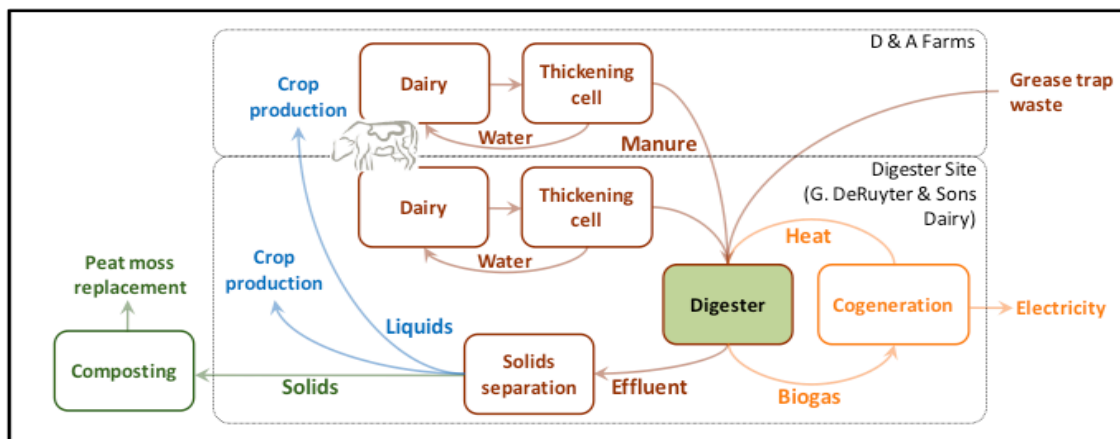 D & A Farms
Crop
production
Dairy
Thickening
cell
Grease trap
waste
Water
Manure
Digester Site
(G. DeRuyter & Sons
Dairy)
Dairy
Thickening
cell
Water
Heat
Crop
production
Peat moss
replacement
Digester
Cogeneration
Electricity
Liquids
Composting
Solids
separation
Solids
Effluent
Biogas